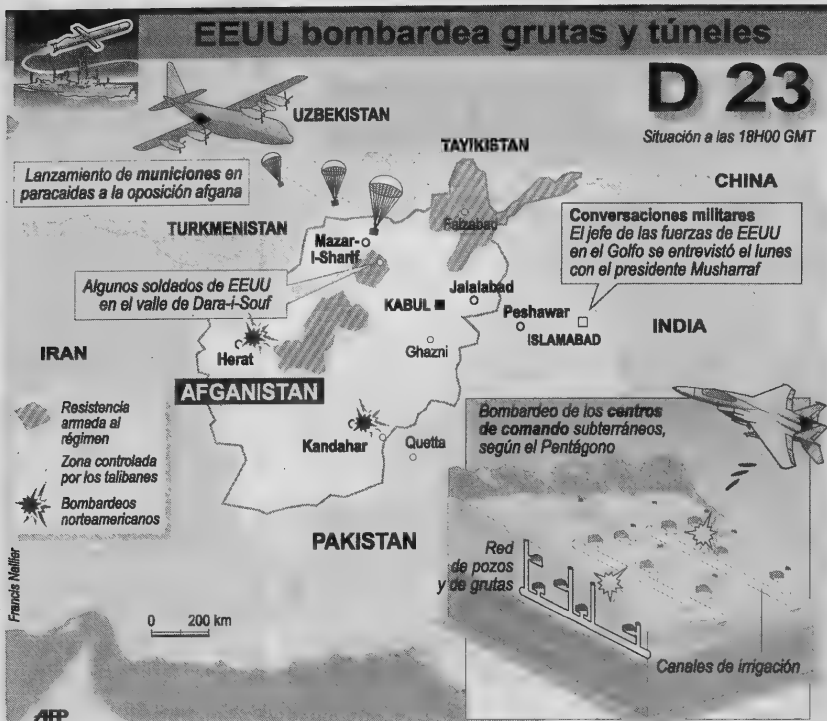 EEUU bombardea grutas y túneles
D 23
Situación a las 18H00 GMT
UZBEKISTAN
TAYIKISTAN
CHINA
Lanzamiento de municiones en
paracaidas a la oposición afgana
TURKMENISTAN
Faizabad
Mazar-
I-Sharif
Conversaciones militares
El jefe de las fuerzas de EEUU
en el Golfo se entrevistó el lunes
con el presidente Musharraf
Algunos soldados de EEUU
en el valle de Dara-i-Souf
KABUL
Jalalabad
Peshawar
ISLAMABAD
INDIA
IRAN
Herat
Ghazni
AFGANISTAN
Kandahar
Quetta
Resistencia
armada al
régimen
Zona controlada
por los talibanes
Bombardeos
norteamericanos
Bombardeo de los centros
de comando subterráneos,
según el Pentágono
PAKISTAN
Red
de pozos
y de grutas
Canales de irrigación
0 200 km
Francis Nallier
AFP